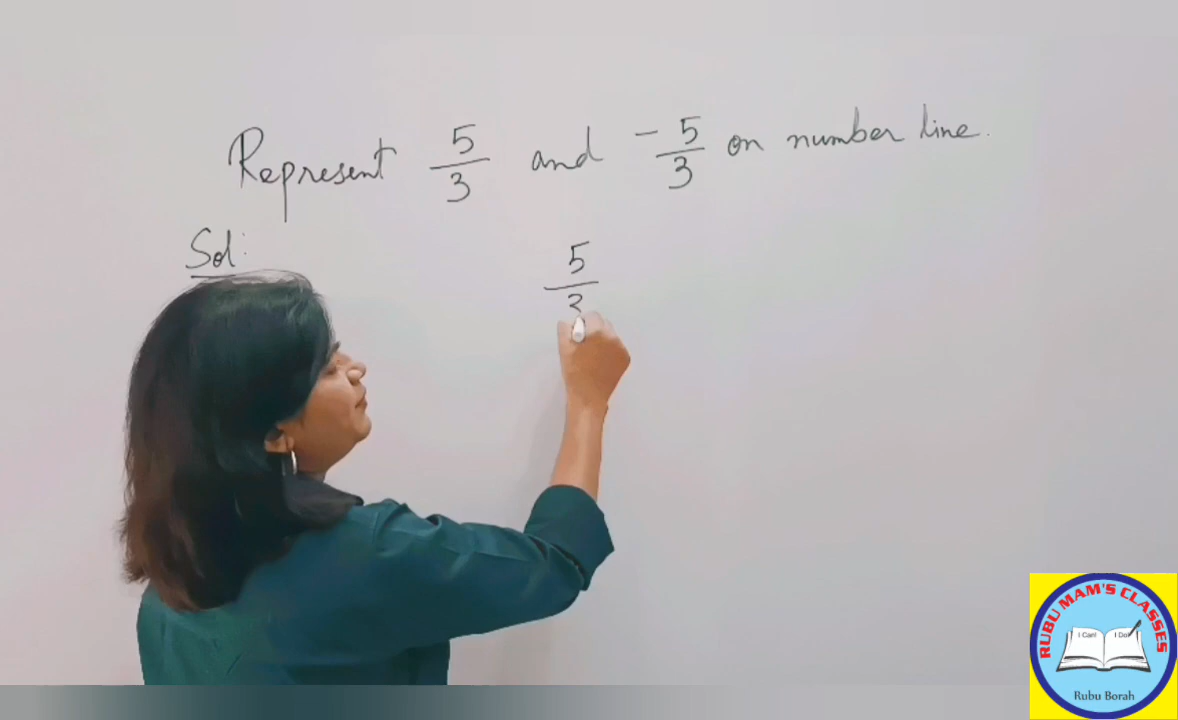 Represent 5/3 and -5/3 on number line.
Sol:
5/3
RUBU MAM'S CLASSES
I Can! I Do!
Rubu Borah